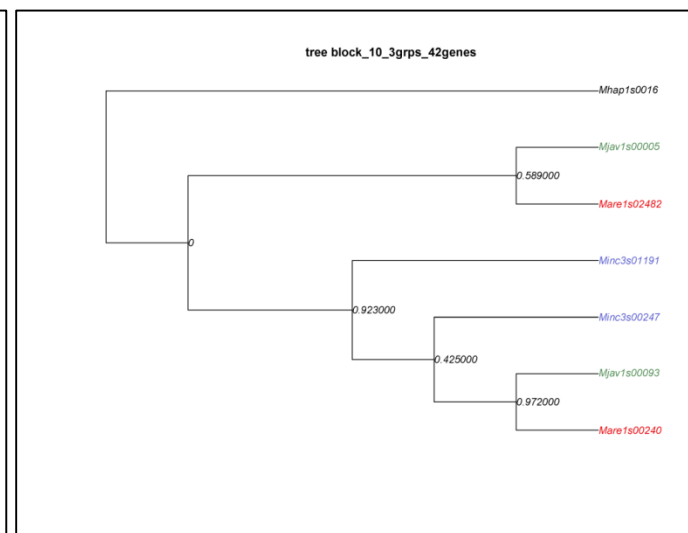 tree block_10_3grps_42genes
Mhap1s0016
Mjav1s00005
0.589000
Mare1s02482
0
Minc3s01191
0.923000
Minc3s00247
0.425000
Mjav1s00093
0.972000
Mare1s00240